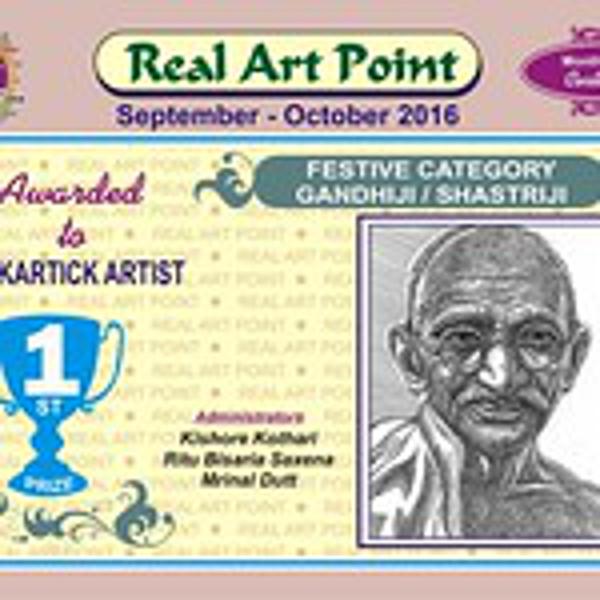 Real Art Point
September - October 2016
FESTIVE CATEGORY
GANDHIJI / SHASTRIJI
Awarded
to
KARTICK ARTIST
1
ST
PRIZE
Administrators
Kishore Kothari
Ritu Bisaria Saxena
Mrinal Dutt